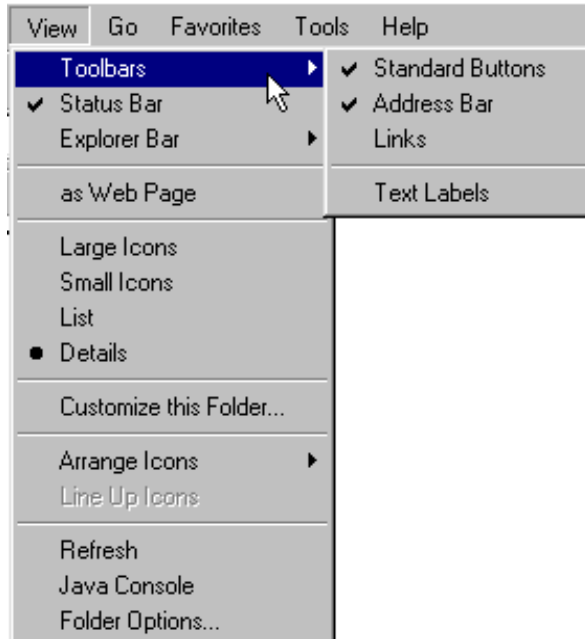 View Go Favorites Tools Help
Toolbars
Status Bar
Explorer Bar
as Web Page
Large Icons
Small Icons
List
Details
Customize this Folder...
Arrange Icons
Line Up Icons
Refresh
Java Console
Folder Options...
Standard Buttons
Address Bar
Links
Text Labels